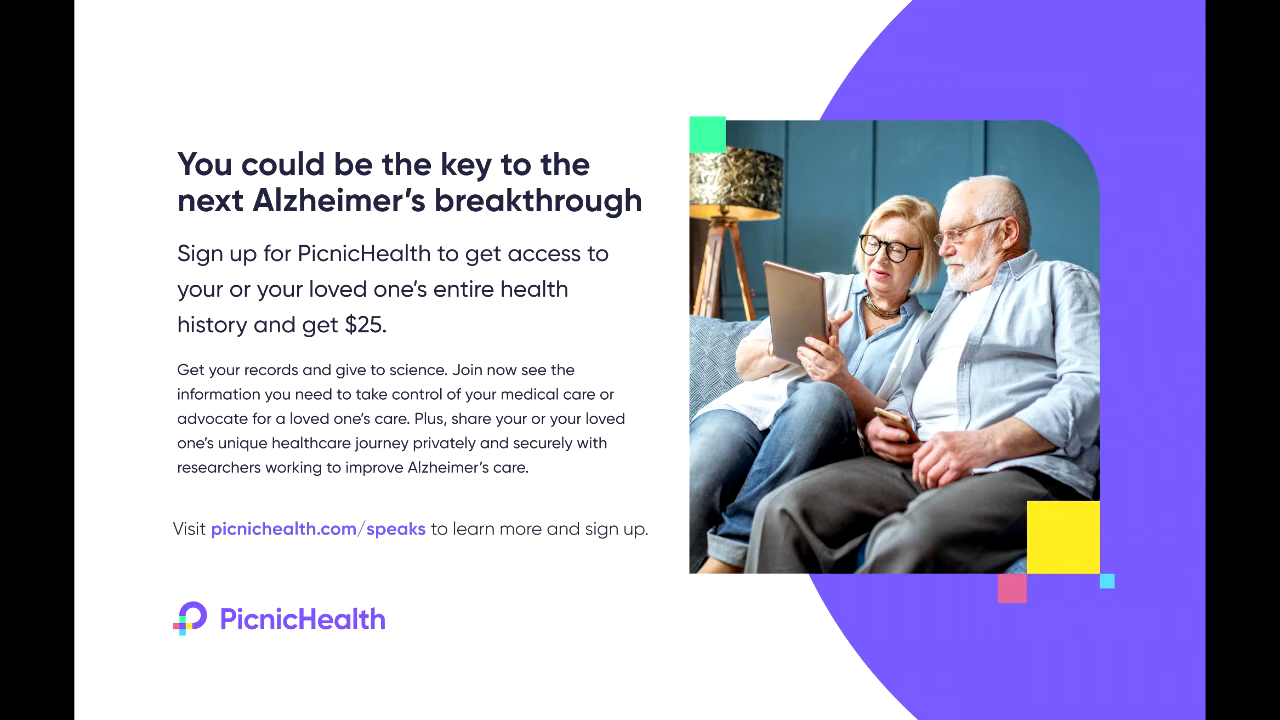 You could be the key to the
next Alzheimer’s breakthrough
Sign up for PicnicHealth to get access to
your or your loved one’s entire health
history and get $25.
Get your records and give to science. Join now see the
information you need to take control of your medical care or
advocate for a loved one’s care. Plus, share your or your loved
one’s unique healthcare journey privately and securely with
researchers working to improve Alzheimer’s care.
Visit picnichealth.com/speaks to learn more and sign up.
PicnicHealth